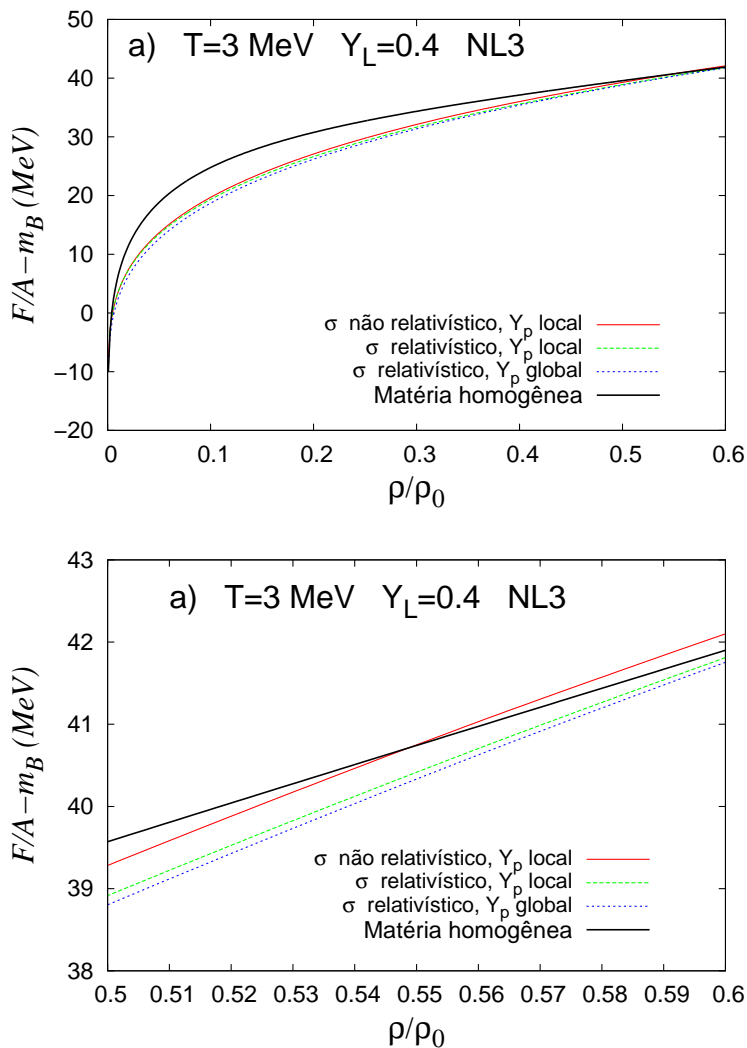 a) T=3 MeV Y_L=0.4 NL3
F/A−m_B (MeV)
50
40
30
20
10
0
−10
−20
σ não relativístico, Y_p local
σ relativístico, Y_p local
σ relativístico, Y_p global
Matéria homogênea
0 0.1 0.2 0.3 0.4 0.5 0.6
ρ/ρ_0
a) T=3 MeV Y_L=0.4 NL3
F/A−m_B (MeV)
43
42
41
40
39
38
σ não relativístico, Y_p local
σ relativístico, Y_p local
σ relativístico, Y_p global
Matéria homogênea
0.5 0.51 0.52 0.53 0.54 0.55 0.56 0.57 0.58 0.59 0.6
ρ/ρ_0